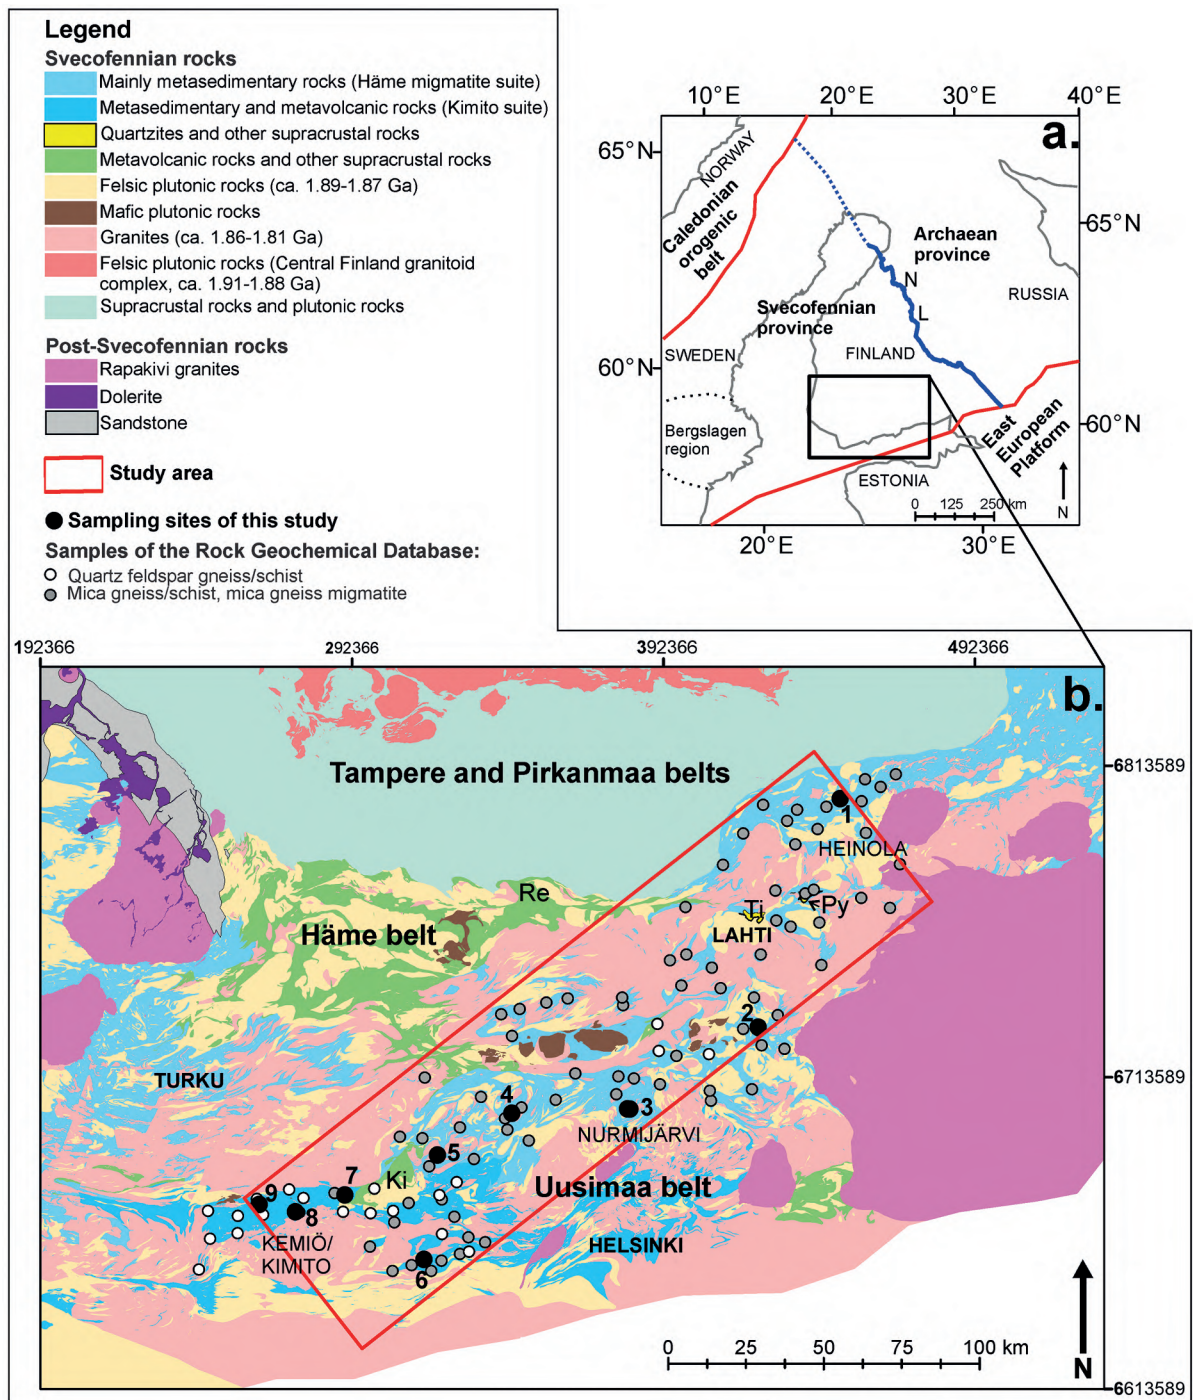 Legend
Svecofennian rocks
Mainly metasedimentary rocks (Häme migmatite suite)
Metasedimentary and metavolcanic rocks (Kimito suite)
Quartzites and other supracrustal rocks
Metavolcanic rocks and other supracrustal rocks
Felsic plutonic rocks (ca. 1.89-1.87 Ga)
Mafic plutonic rocks
Granites (ca. 1.86-1.81 Ga)
Felsic plutonic rocks (Central Finland granitoid
complex, ca. 1.91-1.88 Ga)
Supracrustal rocks and plutonic rocks
Post-Svecofennian rocks
Rapakivi granites
Dolerite
Sandstone
Study area
Sampling sites of this study
Samples of the Rock Geochemical Database:
Quartz feldspar gneiss/schist
Mica gneiss/schist, mica gneiss migmatite
10°E 20°E 30°E 40°E
a.
65°N
NORWAY
Caledonian
orogenic
belt
65°N
Archaean
province
N
L
RUSSIA
Svecofennian
province
SWEDEN
FINLAND
60°N
60°N
Bergslagen
region
East
European
Platform
ESTONIA
0 125 250 km
N
20°E 30°E
192366 292366 392366 492366
b.
Tampere and Pirkanmaa belts
6813589
1
HEINOLA
Re
Ti
Py
LAHTI
Häme belt
2
TURKU
6713589
4
3
NURMIJÄRVI
5
Ki
7
9
8
Uusimaa belt
KEMIÖ/
KIMITO
HELSINKI
6
0 25 50 75 100 km
N
6613589